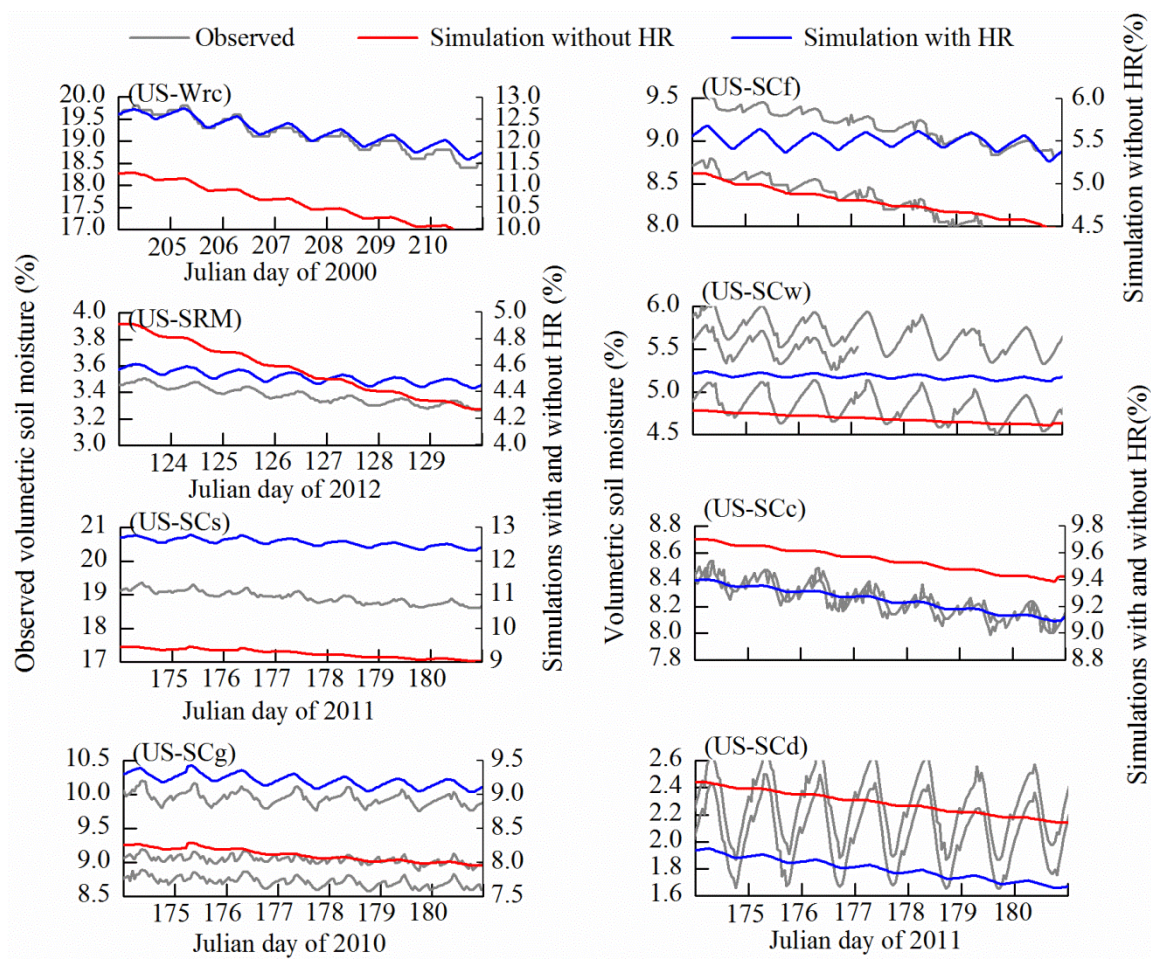 Observed
Simulation without HR
Simulation with HR
Observed volumetric soil moisture (%)
Simulations with and without HR (%)
Volumetric soil moisture (%)
Simulation without HR(%)
Simulations with and without HR(%)
(US-Wrc)
20.0 19.5 19.0 18.5 18.0 17.5 17.0
13.0 12.5 12.0 11.5 11.0 10.5 10.0
205 206 207 208 209 210
Julian day of 2000
(US-SRM)
4.0 3.8 3.6 3.4 3.2 3.0
5.0 4.8 4.6 4.4 4.2 4.0
124 125 126 127 128 129
Julian day of 2012
(US-SCs)
21 20 19 18 17
13 12 11 10 9
175 176 177 178 179 180
Julian day of 2011
(US-SCg)
10.5 10.0 9.5 9.0 8.5
9.5 9.0 8.5 8.0 7.5
175 176 177 178 179 180
Julian day of 2010
(US-SCf)
9.5 9.0 8.5 8.0
6.0 5.5 5.0 4.5
(US-SCw)
6.0 5.5 5.0 4.5
(US-SCc)
8.8 8.6 8.4 8.2 8.0 7.8
9.8 9.6 9.4 9.2 9.0 8.8
(US-SCd)
2.6 2.4 2.2 2.0 1.8 1.6
175 176 177 178 179 180
Julian day of 2011